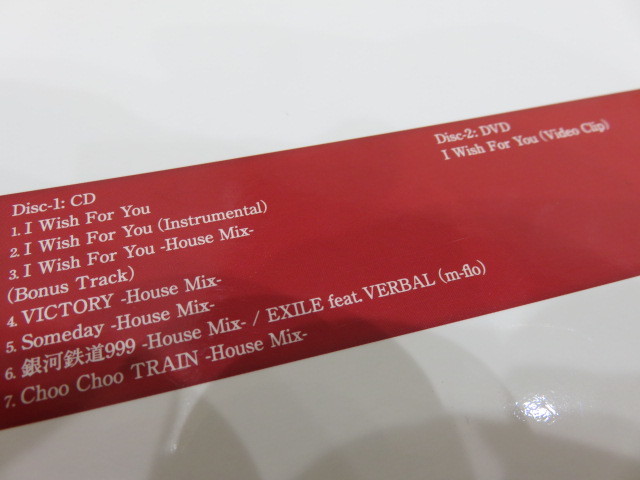 Disc-1: CD
1. I Wish For You
2. I Wish For You (Instrumental)
3. I Wish For You -House Mix-
(Bonus Track)
4. VICTORY -House Mix-
5. Someday -House Mix-
6. 銀河鉄道999 -House Mix- / EXILE feat. VERBAL (m-flo)
7. Choo Choo TRAIN -House Mix-
Disc-2: DVD
I Wish For You (Video Clip)